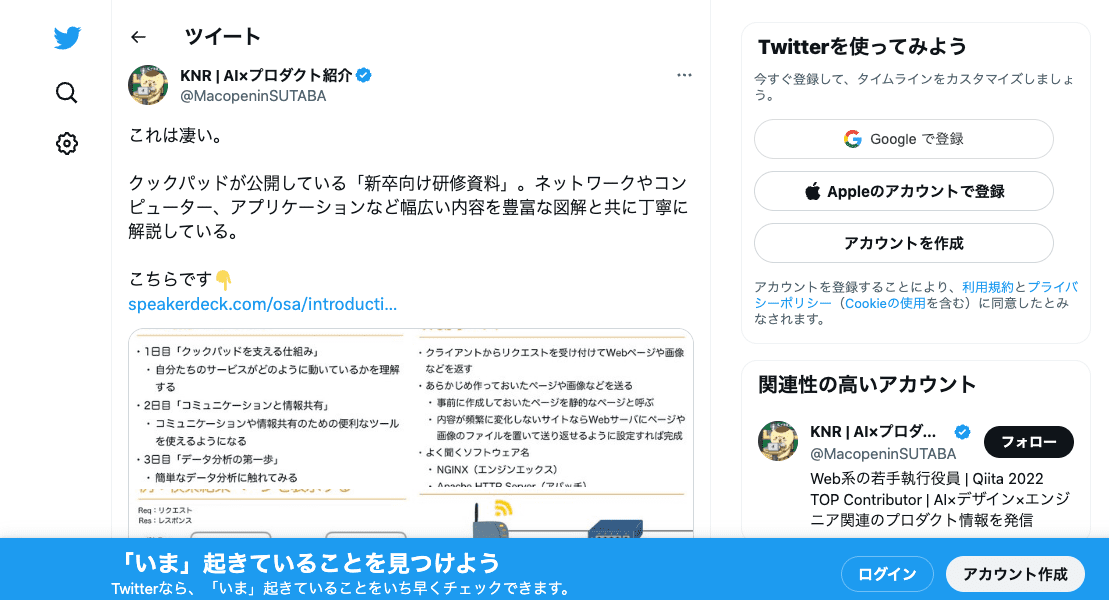 ツイート
KNR | AI×プロダクト紹介
@MacopeninSUTABA
これは凄い。
クックパッドが公開している「新卒向け研修資料」。ネットワークやコン
ピューター、アプリケーションなど幅広い内容を豊富な図解と共に丁寧に
解説している。
こちらです👇
speakerdeck.com/osa/introducti...
・1日目「クックパッドを支える仕組み」
・自分たちのサービスがどのように動いているかを理解
する
・2日目「コミュニケーションと情報共有」
・コミュニケーションや情報共有のための便利なツール
を使えるようになる
・3日目「データ分析の第一歩」
・簡単なデータ分析に触れてみる
Req：リクエスト
Res：レスポンス
・クライアントからリクエストを受け付けてWebページや画像
などを返す
・あらかじめ作っておいたページや画像などを送る
・事前に作成しておいたページを静的なページと呼ぶ
・内容が頻繁に変化しないサイトならWebサーバにページや
画像のファイルを置いて送り返せるように設定すれば完成
・よく聞くソフトウェア名
・NGINX（エンジンエックス）
・Apache HTTP Server（アパッチ）
Twitterを使ってみよう
今すぐ登録して、タイムラインをカスタマイズしましょ
う。
Google で登録
Appleのアカウントで登録
アカウントを作成
アカウントを登録することにより、利用規約とプライバ
シーポリシー（Cookieの使用を含む）に同意したとみ
なされます。
関連性の高いアカウント
KNR | AI×プロダ...
@MacopeninSUTABA
フォロー
Web系の若手執行役員 | Qiita 2022
TOP Contributor | AI×デザイン×エンジ
ニア関連のプロダクト情報を発信
「いま」起きていることを見つけよう
Twitterなら、「いま」起きていることをいち早くチェックできます。
ログイン
アカウント作成